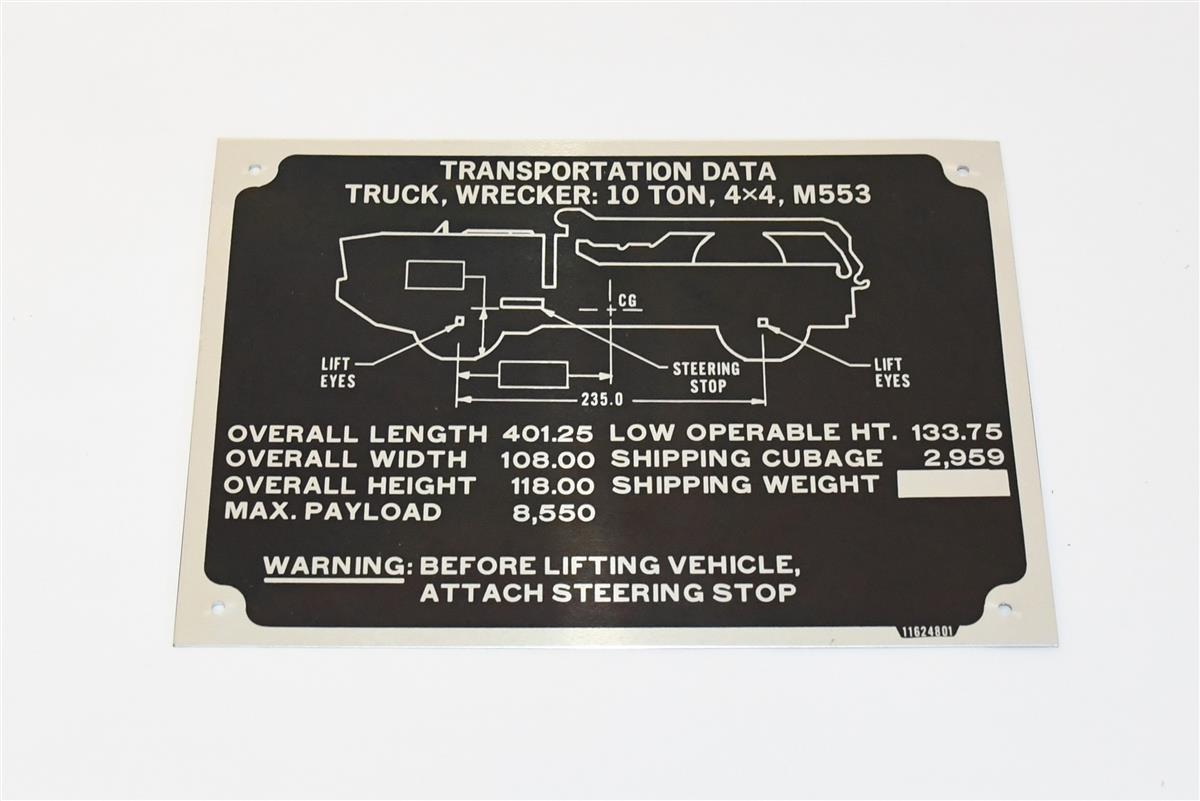 TRANSPORTATION DATA
TRUCK, WRECKER: 10 TON, 4×4, M553
CG
LIFT EYES
STEERING STOP
LIFT EYES
235.0
OVERALL LENGTH 401.25 LOW OPERABLE HT. 133.75
OVERALL WIDTH 108.00 SHIPPING CUBAGE 2,959
OVERALL HEIGHT 118.00 SHIPPING WEIGHT
MAX. PAYLOAD 8,550
WARNING: BEFORE LIFTING VEHICLE,
ATTACH STEERING STOP
11624801